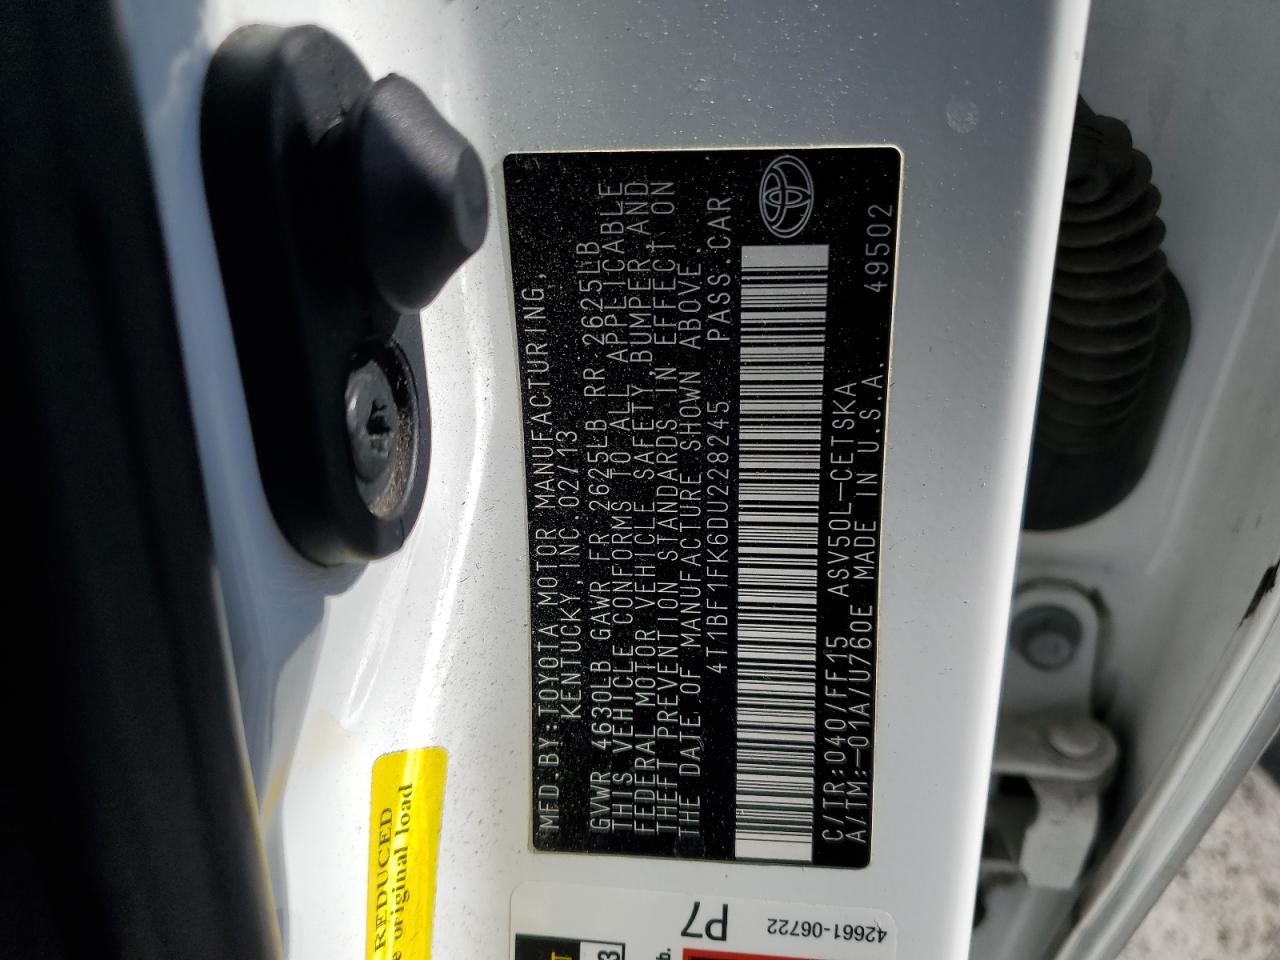 MFD.BY:TOYOTA MOTOR MANUFACTURING,
KENTUCKY, INC. 02/13
GVWR 4630LB GAWR FR 2625LB RR 2625LB
THIS VEHICLE CONFORMS TO ALL APPLICABLE
FEDERAL MOTOR VEHICLE SAFETY, BUMPER AND
THEFT PREVENTION STANDARDS IN EFFECT ON
THE DATE OF MANUFACTURE SHOWN ABOVE.
4T1BF1FK6DU228245 PASS.CAR
C/TR:040/FF15 ASV50L-CETSKA
A/TM:-01A/U760E MADE IN U.S.A. 49502
REDUCED
original load
P7
42661-06722